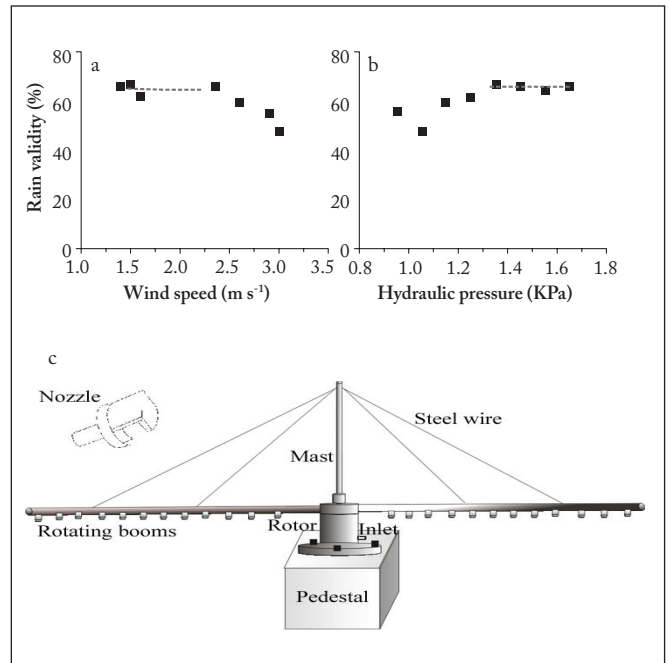 a
b
80
60
40
20
0
Rain validity (%)
1.0 1.5 2.0 2.5 3.0 3.5
Wind speed (m s-1)
80
60
40
20
0
0.8 1.0 1.2 1.4 1.6 1.8
Hydraulic pressure (KPa)
c
Nozzle
Steel wire
Mast
Rotating booms
Rotor
Inlet
Pedestal